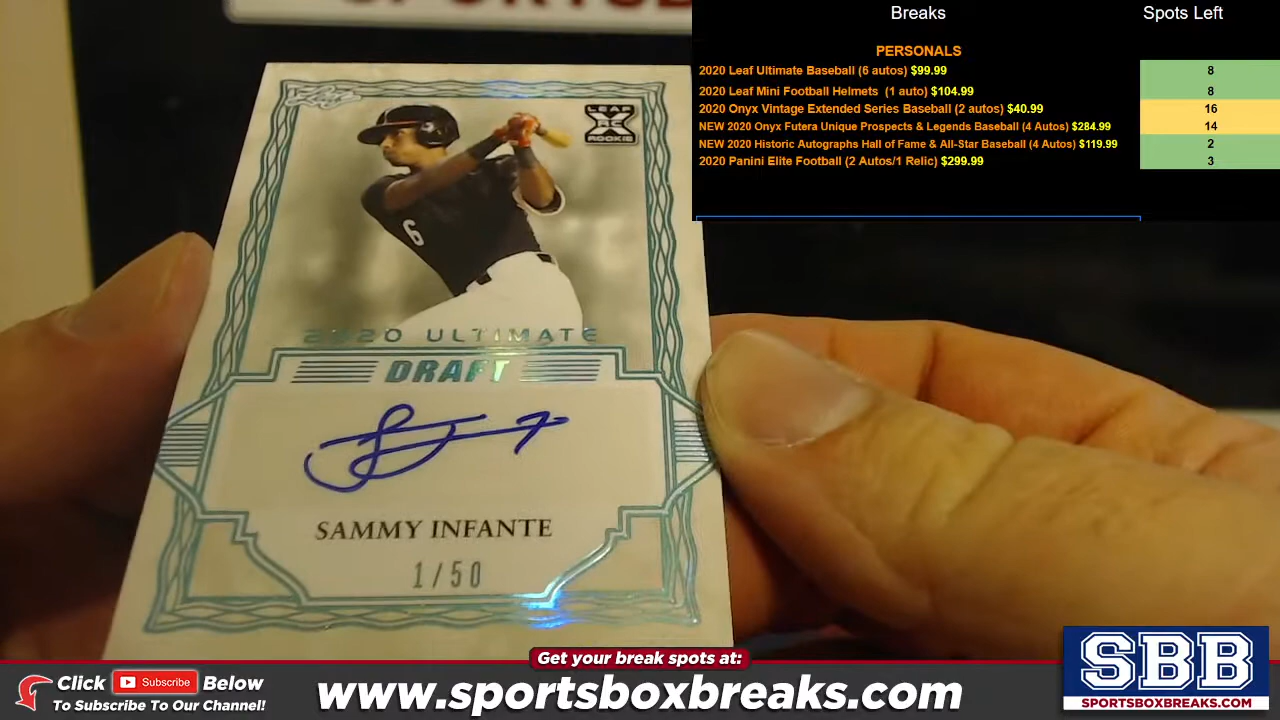 Breaks Spots Left
PERSONALS
2020 Leaf Ultimate Baseball (6 autos) $99.99 8
2020 Leaf Mini Football Helmets (1 auto) $104.99 8
2020 Onyx Vintage Extended Series Baseball (2 autos) $40.99 16
NEW 2020 Onyx Futera Unique Prospects & Legends Baseball (4 Autos) $284.99 14
NEW 2020 Historic Autographs Hall of Fame & All-Star Baseball (4 Autos) $119.99 2
2020 Panini Elite Football (2 Autos/1 Relic) $299.99 3
Leaf
LEAF
X
RC
ROOKIE
6
2020 ULTIMATE
DRAFT
SAMMY INFANTE
1/50
Get your break spots at:
Click Subscribe Below
To Subscribe To Our Channel!
www.sportsboxbreaks.com
SBB
SPORTSBOXBREAKS.COM